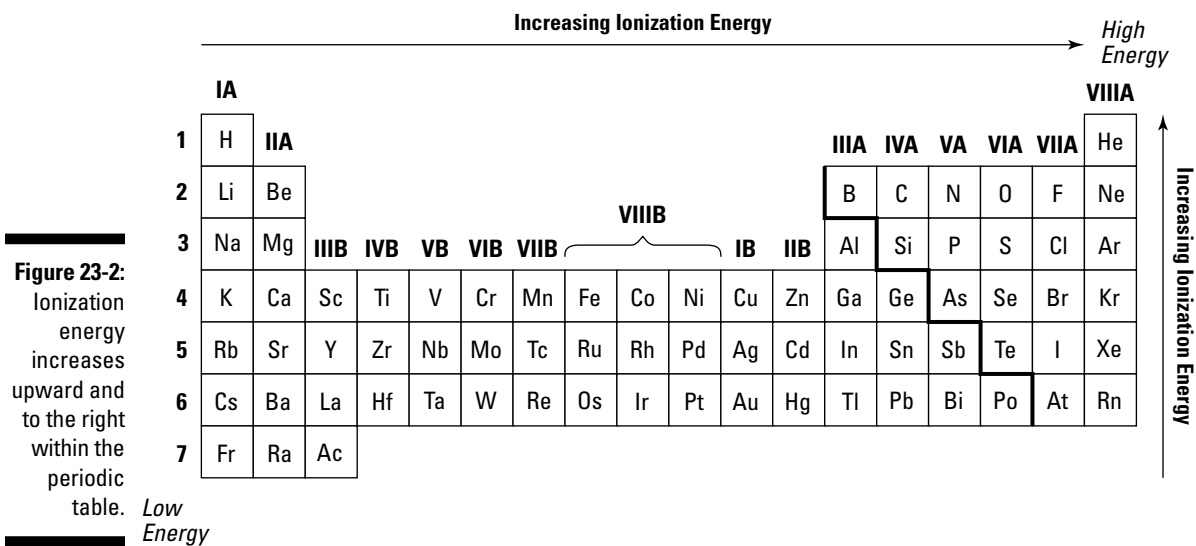 Increasing Ionization Energy
High
Energy
IA
VIIIA
1 H IIA IIIA IVA VA VIA VIIA He
2 Li Be B C N O F Ne
VIIIB
3 Na Mg IIIB IVB VB VIB VIIB IB IIB Al Si P S Cl Ar
4 K Ca Sc Ti V Cr Mn Fe Co Ni Cu Zn Ga Ge As Se Br Kr
5 Rb Sr Y Zr Nb Mo Tc Ru Rh Pd Ag Cd In Sn Sb Te I Xe
6 Cs Ba La Hf Ta W Re Os Ir Pt Au Hg Tl Pb Bi Po At Rn
7 Fr Ra Ac
Low
Energy
Increasing Ionization Energy
Figure 23-2:
Ionization
energy
increases
upward and
to the right
within the
periodic
table.